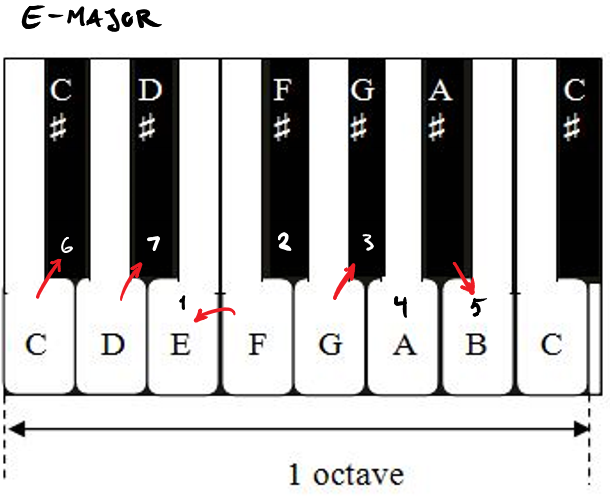 E-MAJOR
C D F G A C
♯ ♯ ♯ ♯ ♯ ♯
6 7 2 3
1 4 5
C D E F G A B C
1 octave